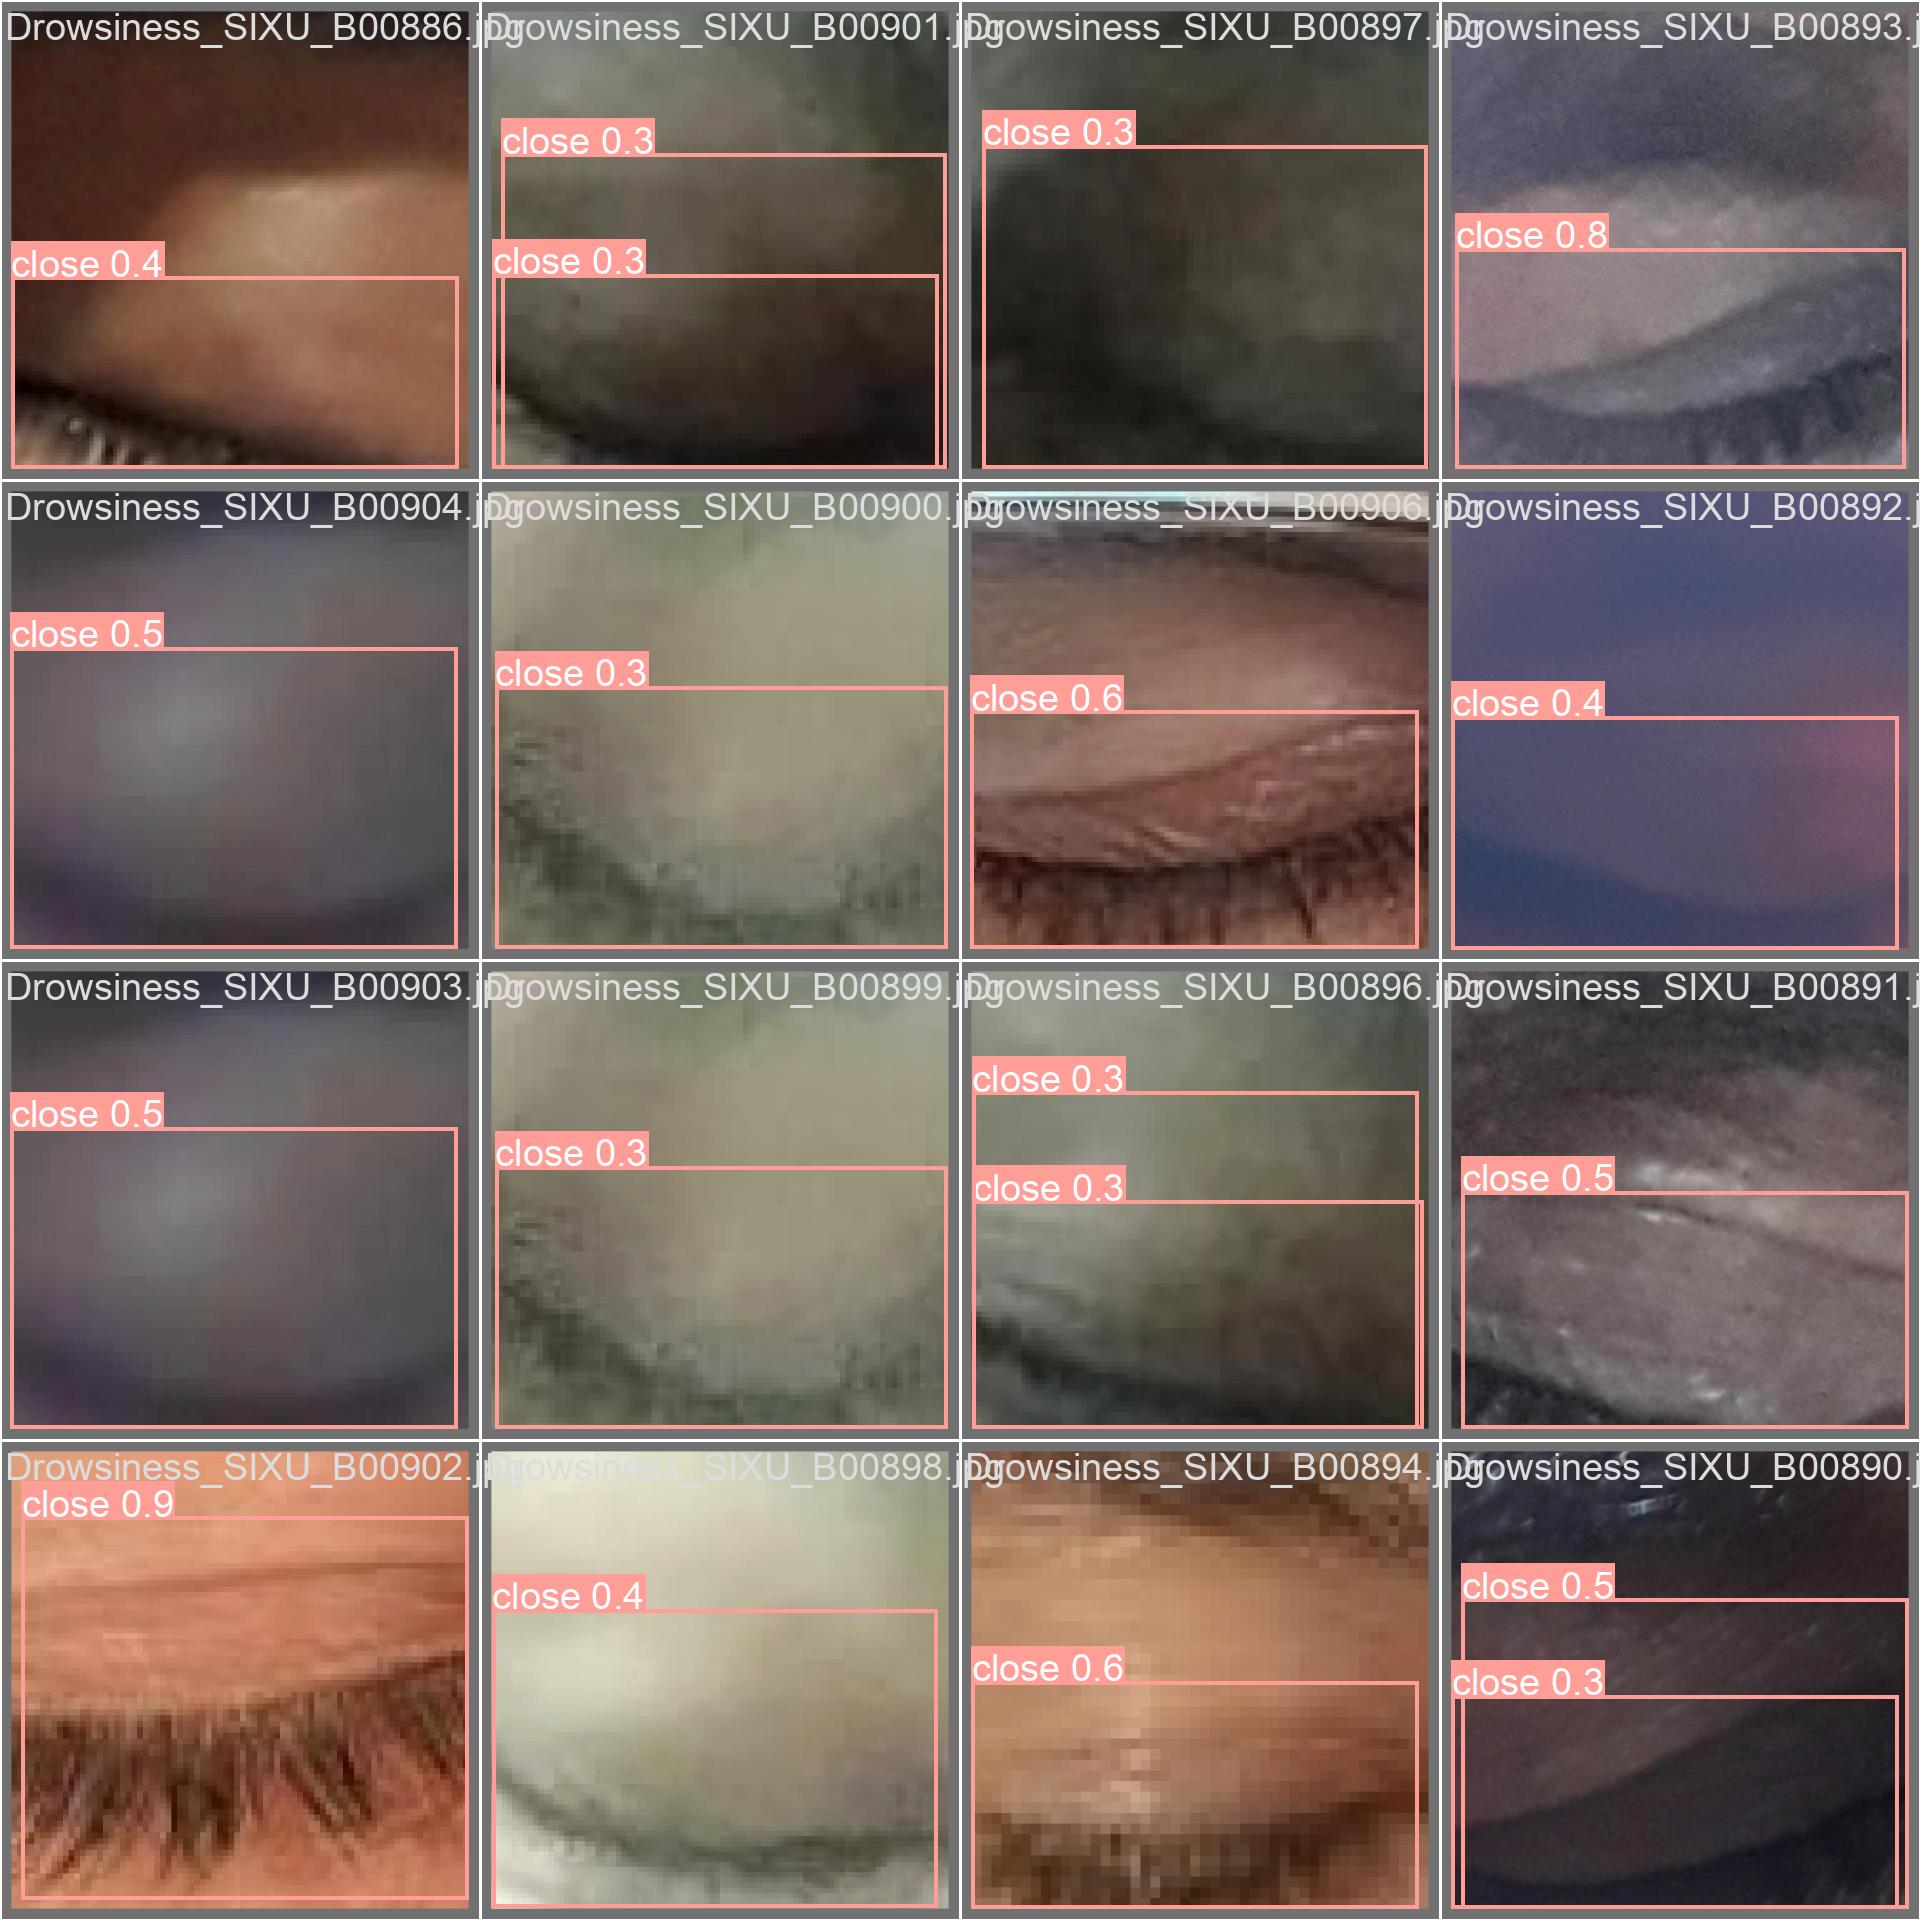 Drowsiness_SIXU_B00886.jpg
Drowsiness_SIXU_B00901.jpg
Drowsiness_SIXU_B00897.jpg
Drowsiness_SIXU_B00893.j
close 0.4
close 0.3
close 0.3
close 0.3
close 0.8
Drowsiness_SIXU_B00904.jpg
Drowsiness_SIXU_B00900.jpg
Drowsiness_SIXU_B00906.jpg
Drowsiness_SIXU_B00892.j
close 0.5
close 0.3
close 0.6
close 0.4
Drowsiness_SIXU_B00903.jpg
Drowsiness_SIXU_B00899.jpg
Drowsiness_SIXU_B00896.jpg
Drowsiness_SIXU_B00891.j
close 0.5
close 0.3
close 0.3
close 0.3
close 0.5
Drowsiness_SIXU_B00902.jpg
Drowsiness_SIXU_B00898.jpg
Drowsiness_SIXU_B00894.jpg
Drowsiness_SIXU_B00890.j
close 0.9
close 0.4
close 0.6
close 0.5
close 0.3